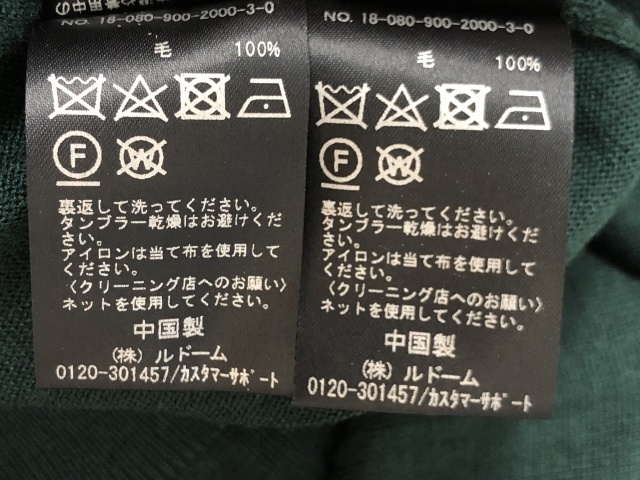 NO. 18-080-900-2000-3-0
毛 100%
F
W
裏返して洗ってください。
タンブラー乾燥はお避けくだ
さい。
アイロンは当て布を使用して
ください。
〈クリーニング店へのお願い〉
ネットを使用してください。
中国製
(株) ルドーム
0120-301457/カスタマーサポート
NO. 18-080-900-2000-3-0
毛 100%
F
W
裏返して洗ってください。
タンブラー乾燥はお避けくだ
さい。
アイロンは当て布を使用して
ください。
〈クリーニング店へのお願い〉
ネットを使用してください。
中国製
(株) ルドーム
0120-301457/カスタマーサポート